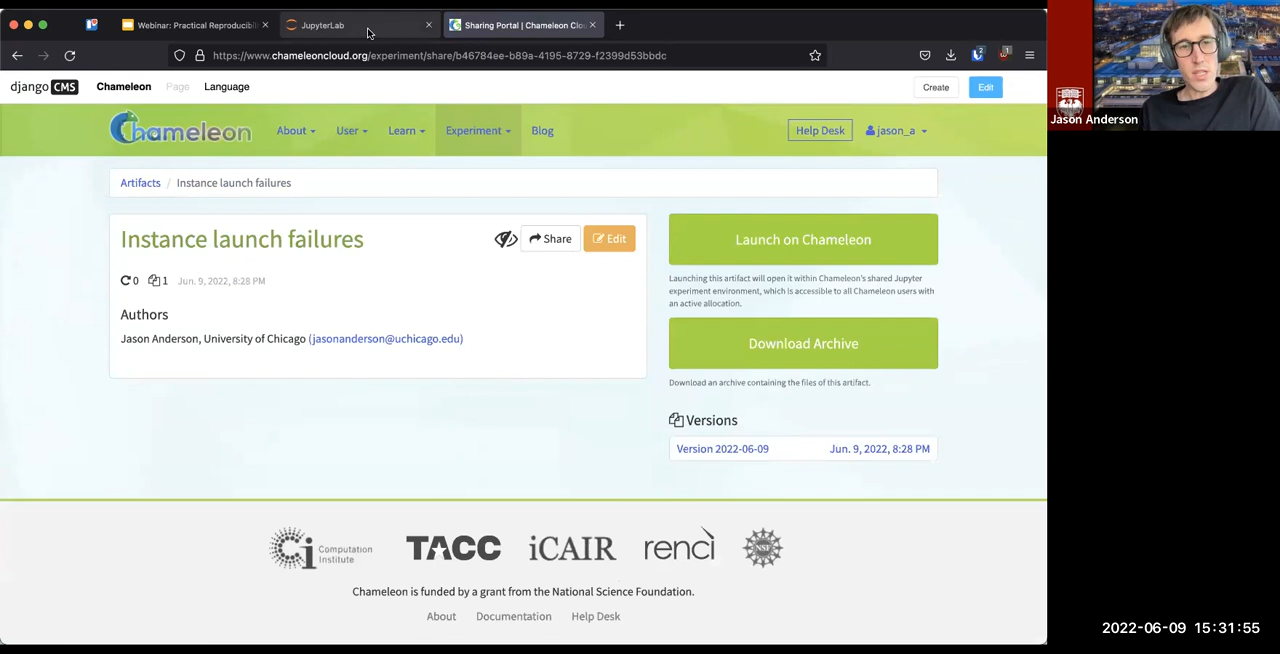 Webinar: Practical Reproducibil
JupyterLab
Sharing Portal | Chameleon Clou
https://www.chameleoncloud.org/experiment/share/b46784ee-b89a-4195-8729-f2399d53bbdc
2
1
django CMS
Chameleon
Page
Language
Create
Edit
Chameleon
About
User
Learn
Experiment
Blog
Help Desk
jason_a
Artifacts / Instance launch failures
Instance launch failures
Share
Edit
0
1
Jun. 9, 2022, 8:28 PM
Authors
Jason Anderson, University of Chicago (jasonanderson@uchicago.edu)
Launch on Chameleon
Launching this artifact will open it within Chameleon's shared Jupyter
experiment environment, which is accessible to all Chameleon users with
an active allocation.
Download Archive
Download an archive containing the files of this artifact.
Versions
Version 2022-06-09
Jun. 9, 2022, 8:28 PM
Ci Computation
Institute
TACC
iCAIR
renci
NSF
Chameleon is funded by a grant from the National Science Foundation.
About
Documentation
Help Desk
Jason Anderson
2022-06-09 15:31:55